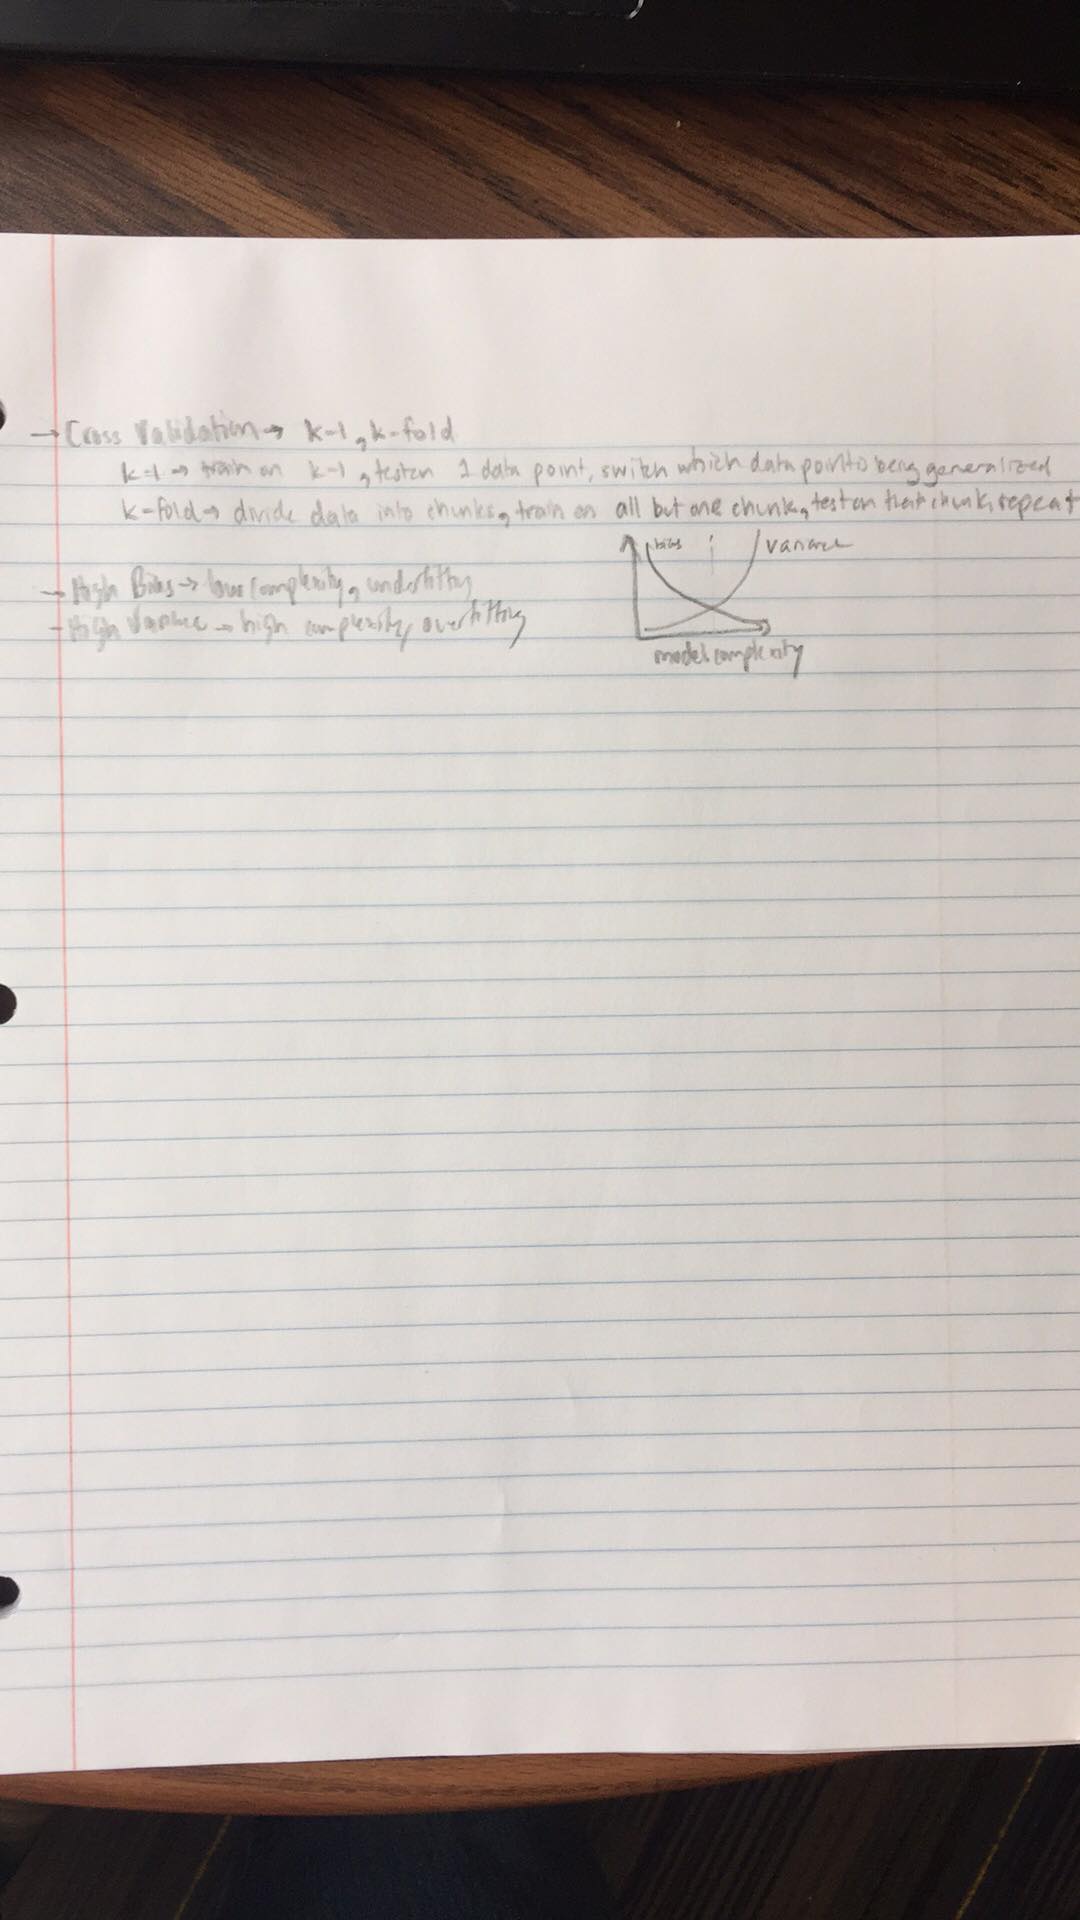 → Cross Validation → k-1, k-fold
k-1 → train on k-1, test on 1 data point, switch which data point is being generalized
k-fold → divide data into chunks, train on all but one chunk, test on that chunk, repeat
bias variance
→ High Bias → low complexity, underfitting
→ High Variance → high complexity, overfitting
model complexity